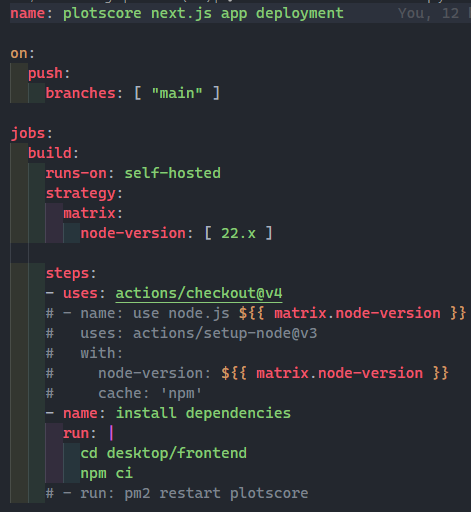 name: plotscore next.js app deployment You, 12
on:
push:
branches: [ "main" ]
jobs:
build:
runs-on: self-hosted
strategy:
matrix:
node-version: [ 22.x ]
steps:
- uses: actions/checkout@v4
# - name: use node.js ${{ matrix.node-version }}
#   uses: actions/setup-node@v3
#   with:
#     node-version: ${{ matrix.node-version }}
#     cache: 'npm'
- name: install dependencies
run: |
cd desktop/frontend
npm ci
# - run: pm2 restart plotscore